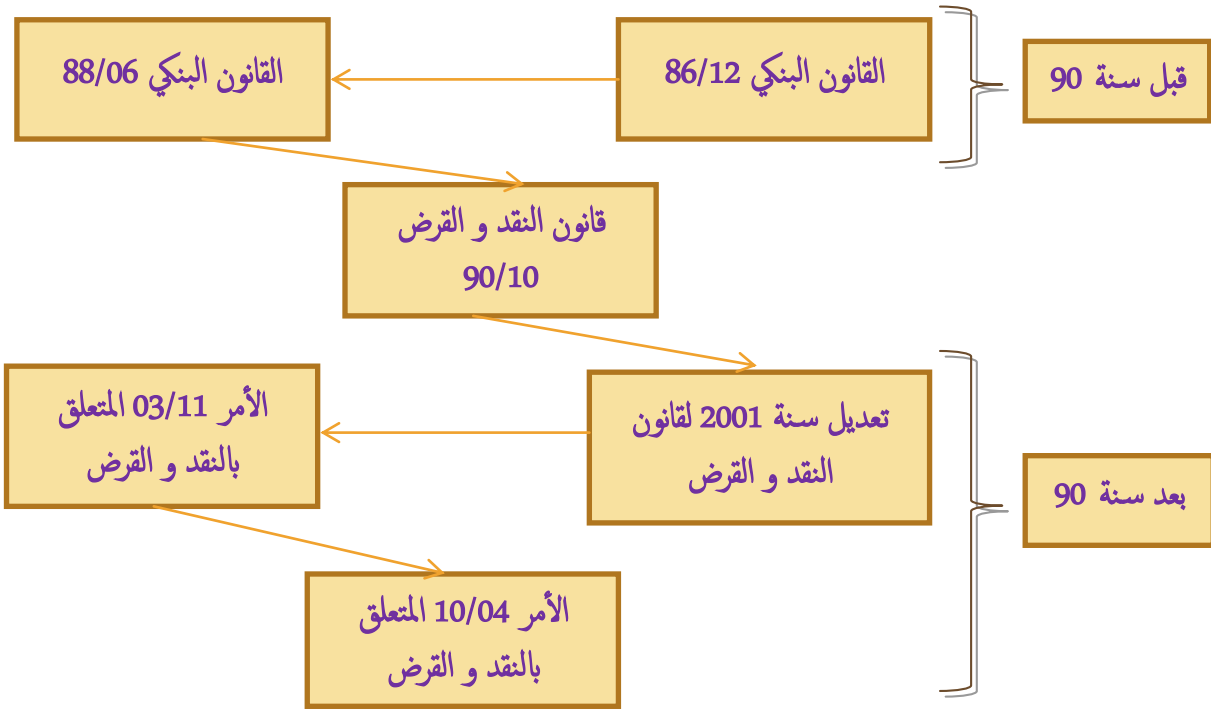 قبل سنة 90
القانون البنكي 86/12
القانون البنكي 88/06
قانون النقد و القرض
90/10
بعد سنة 90
تعديل سنة 2001 لقانون
النقد و القرض
الأمر 03/11 المتعلق
بالنقد و القرض
الأمر 10/04 المتعلق
بالنقد و القرض